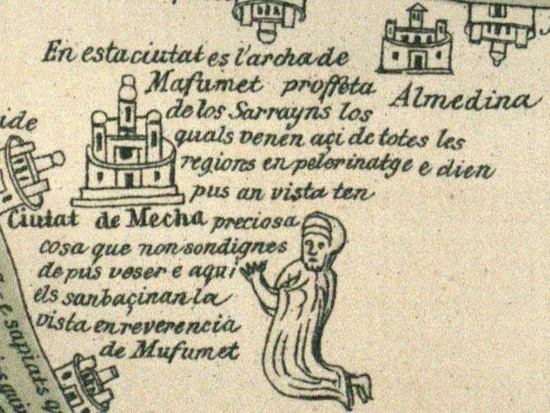 En esta ciutat es l'archa de
Mafumet proffeta
de los Sarrayns los
quals venen açi de totes les
regions en pelerinatge e dien
pus an vista ten
Ciutat de Mecha preciosa
cosa que non son dignes
de pus veser e aqui
els sanbaçinan la
vista en reverencia
de Mufumet
Almedina
ide
e sapiats q